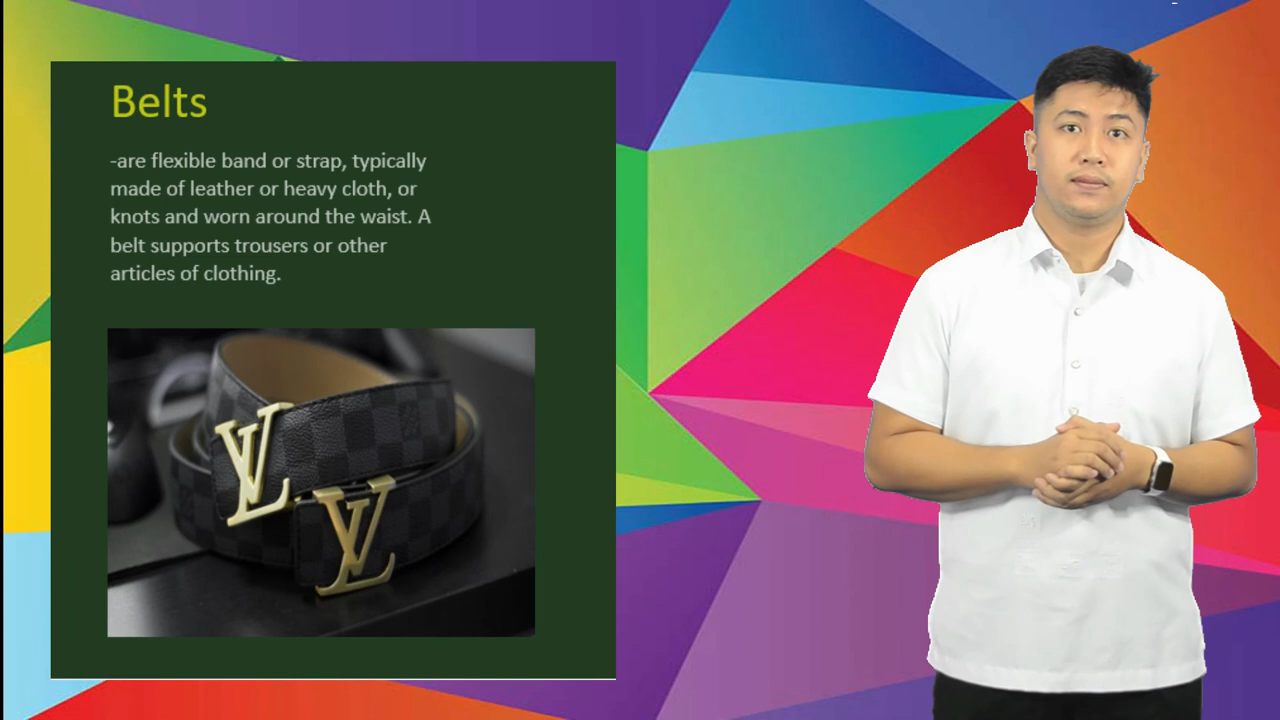 Belts
-are flexible band or strap, typically
made of leather or heavy cloth, or
knots and worn around the waist. A
belt supports trousers or other
articles of clothing.
LV
LV